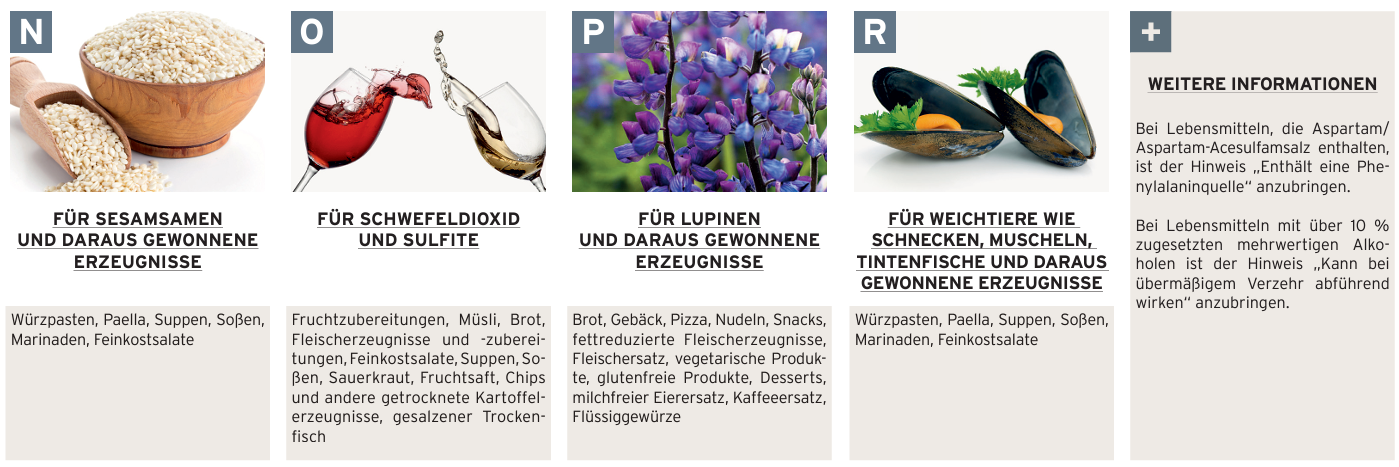 N
FÜR SESAMSAMEN
UND DARAUS GEWONNENE
ERZEUGNISSE
Würzpasten, Paella, Suppen, Soßen,
Marinaden, Feinkostsalate
O
FÜR SCHWEFELDIOXID
UND SULFITE
Fruchtzubereitungen, Müsli, Brot,
Fleischerzeugnisse und -zuberei-
tungen, Feinkostsalate, Suppen, So-
ßen, Sauerkraut, Fruchtsaft, Chips
und andere getrocknete Kartoffel-
erzeugnisse, gesalzener Trocken-
fisch
P
FÜR LUPINEN
UND DARAUS GEWONNENE
ERZEUGNISSE
Brot, Gebäck, Pizza, Nudeln, Snacks,
fettreduzierte Fleischerzeugnisse,
Fleischersatz, vegetarische Produk-
te, glutenfreie Produkte, Desserts,
milchfreier Eierersatz, Kaffeeersatz,
Flüssiggewürze
R
FÜR WEICHTIERE WIE
SCHNECKEN, MUSCHELN,
TINTENFISCHE UND DARAUS
GEWONNENE ERZEUGNISSE
Würzpasten, Paella, Suppen, Soßen,
Marinaden, Feinkostsalate
+
WEITERE INFORMATIONEN
Bei Lebensmitteln, die Aspartam/
Aspartam-Acesulfamsalz enthalten,
ist der Hinweis „Enthält eine Phe-
nylalaninquelle“ anzubringen.
Bei Lebensmitteln mit über 10 %
zugesetzten mehrwertigen Alko-
holen ist der Hinweis „Kann bei
übermäßigem Verzehr abführend
wirken“ anzubringen.